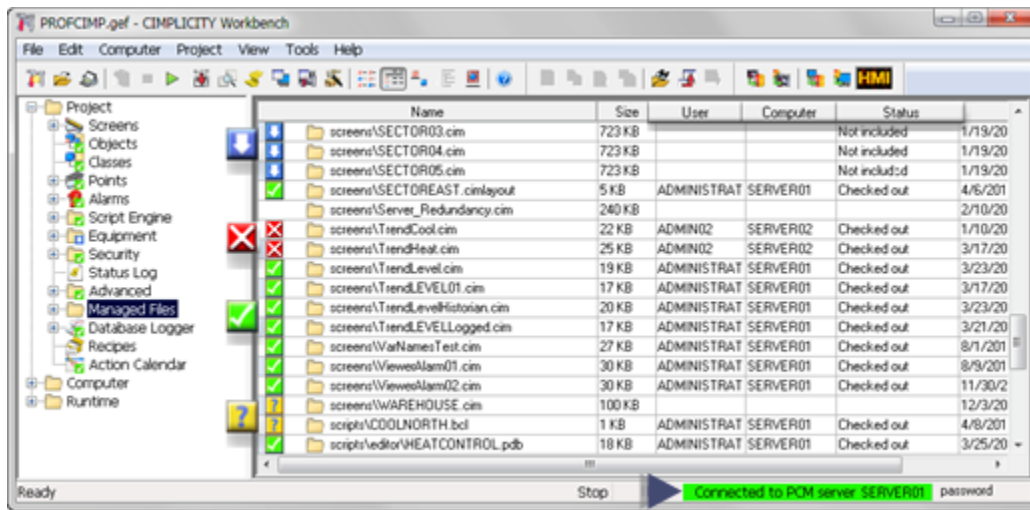 PROFCIMP.gef - CIMPLICITY Workbench
File Edit Computer Project View Tools Help
HMI
Project
Screens
Objects
Classes
Points
Alarms
Script Engine
Equipment
Security
Status Log
Advanced
Managed Files
Database Logger
Recipes
Action Calendar
Computer
Runtime
Name Size User Computer Status
screens\SECTOR03.cim 723 KB Not included 1/19/20
screens\SECTOR04.cim 723 KB Not included 1/19/20
screens\SECTOR05.cim 723 KB Not included 1/19/20
screens\SECTOREAST.cimlayout 5 KB ADMINISTRAT SERVER01 Checked out 4/6/201
screens\Server_Redundancy.cim 240 KB 2/10/20
screens\TrendCool.cim 22 KB ADMIN02 SERVER02 Checked out 1/10/20
screens\TrendHeat.cim 25 KB ADMIN02 SERVER02 Checked out 3/17/20
screens\TrendLevel.cim 19 KB ADMINISTRAT SERVER01 Checked out 3/23/20
screens\TrendLEVEL01.cim 17 KB ADMINISTRAT SERVER01 Checked out 3/17/20
screens\TrendLevelHistorian.cim 20 KB ADMINISTRAT SERVER01 Checked out 3/23/20
screens\TrendLEVELLogged.cim 17 KB ADMINISTRAT SERVER01 Checked out 3/21/20
screens\VarNamesTest.cim 27 KB ADMINISTRAT SERVER01 Checked out 8/1/201
screens\ViewerAlarm01.cim 30 KB ADMINISTRAT SERVER01 Checked out 8/9/201
screens\ViewerAlarm02.cim 30 KB ADMINISTRAT SERVER01 Checked out 11/30/2
screens\WAREHOUSE.cim 100 KB 12/3/20
scripts\COOLNORTH.bcl 1 KB ADMINISTRAT SERVER01 Checked out 4/8/201
scripts\editor\HEATCONTROL.pdb 18 KB ADMINISTRAT SERVER01 Checked out 3/25/20
Ready Stop Connected to PCM server SERVER01 password